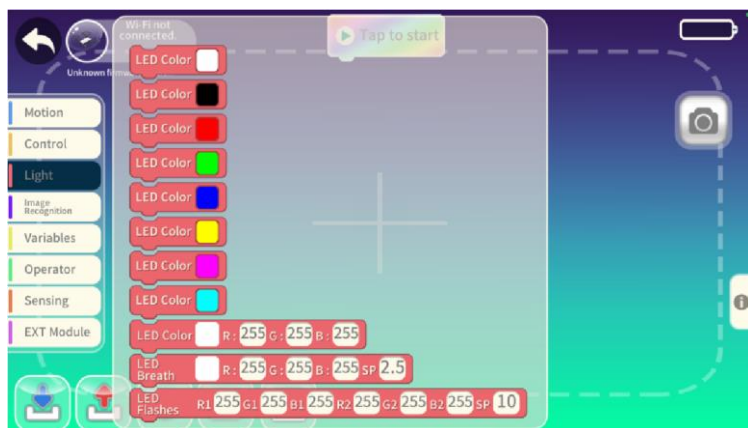 Wi-Fi not
connected.
Tap to start
Unknown firm
LED Color
LED Color
LED Color
LED Color
LED Color
LED Color
LED Color
LED Color
LED Color R: 255 G: 255 B: 255
LED
Breath R: 255 G: 255 B: 255 SP 2.5
LED
Flashes R1 255 G1 255 B1 255 R2 255 G2 255 B2 255 SP 10
Motion
Control
Light
Image
Recognition
Variables
Operator
Sensing
EXT Module